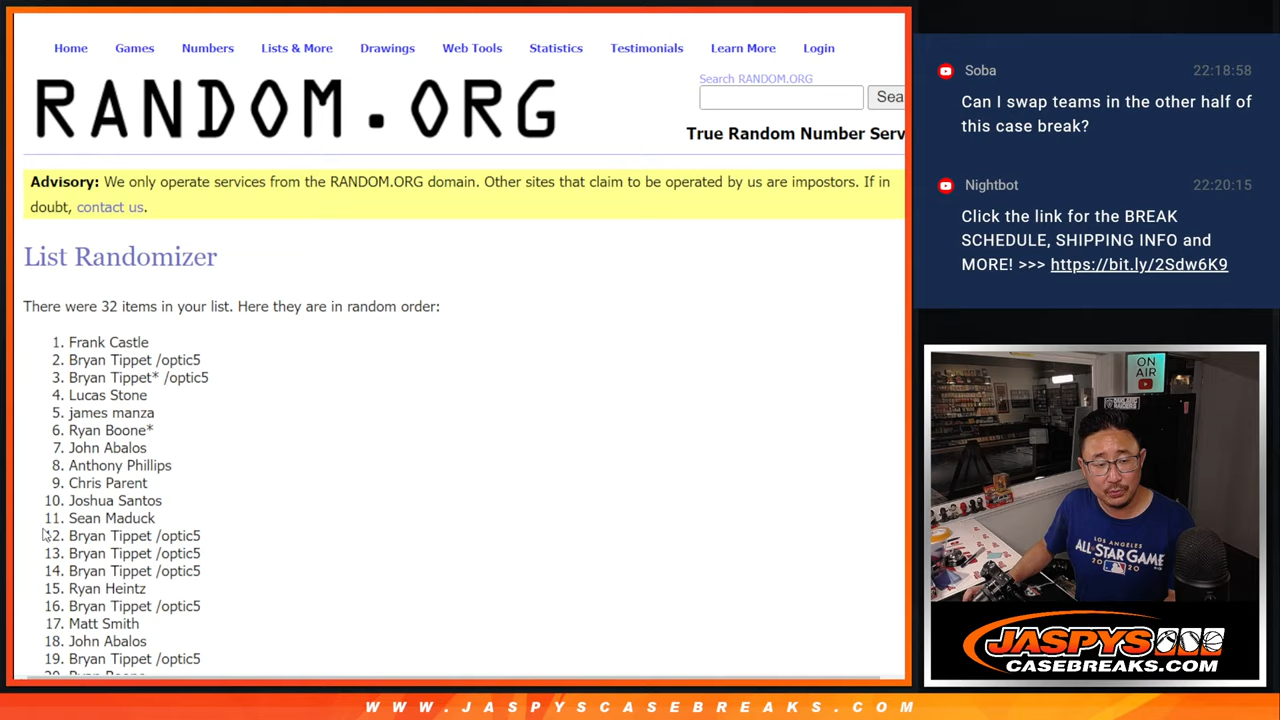 Home Games Numbers Lists & More Drawings Web Tools Statistics Testimonials Learn More Login
RANDOM.ORG
Search RANDOM.ORG
Sea
True Random Number Serv
Advisory: We only operate services from the RANDOM.ORG domain. Other sites that claim to be operated by us are impostors. If in
doubt, contact us.
List Randomizer
There were 32 items in your list. Here they are in random order:
1. Frank Castle
2. Bryan Tippet /optic5
3. Bryan Tippet* /optic5
4. Lucas Stone
5. james manza
6. Ryan Boone*
7. John Abalos
8. Anthony Phillips
9. Chris Parent
10. Joshua Santos
11. Sean Maduck
12. Bryan Tippet /optic5
13. Bryan Tippet /optic5
14. Bryan Tippet /optic5
15. Ryan Heintz
16. Bryan Tippet /optic5
17. Matt Smith
18. John Abalos
19. Bryan Tippet /optic5
Soba 22:18:58
Can I swap teams in the other half of
this case break?
Nightbot 22:20:15
Click the link for the BREAK
SCHEDULE, SHIPPING INFO and
MORE! >>> https://bit.ly/2Sdw6K9
ON
AIR
LOS ANGELES
ALL-STAR GAME
2020
JASPYS
CASEBREAKS.COM
WWW.JASPYSCASEBREAKS.COM